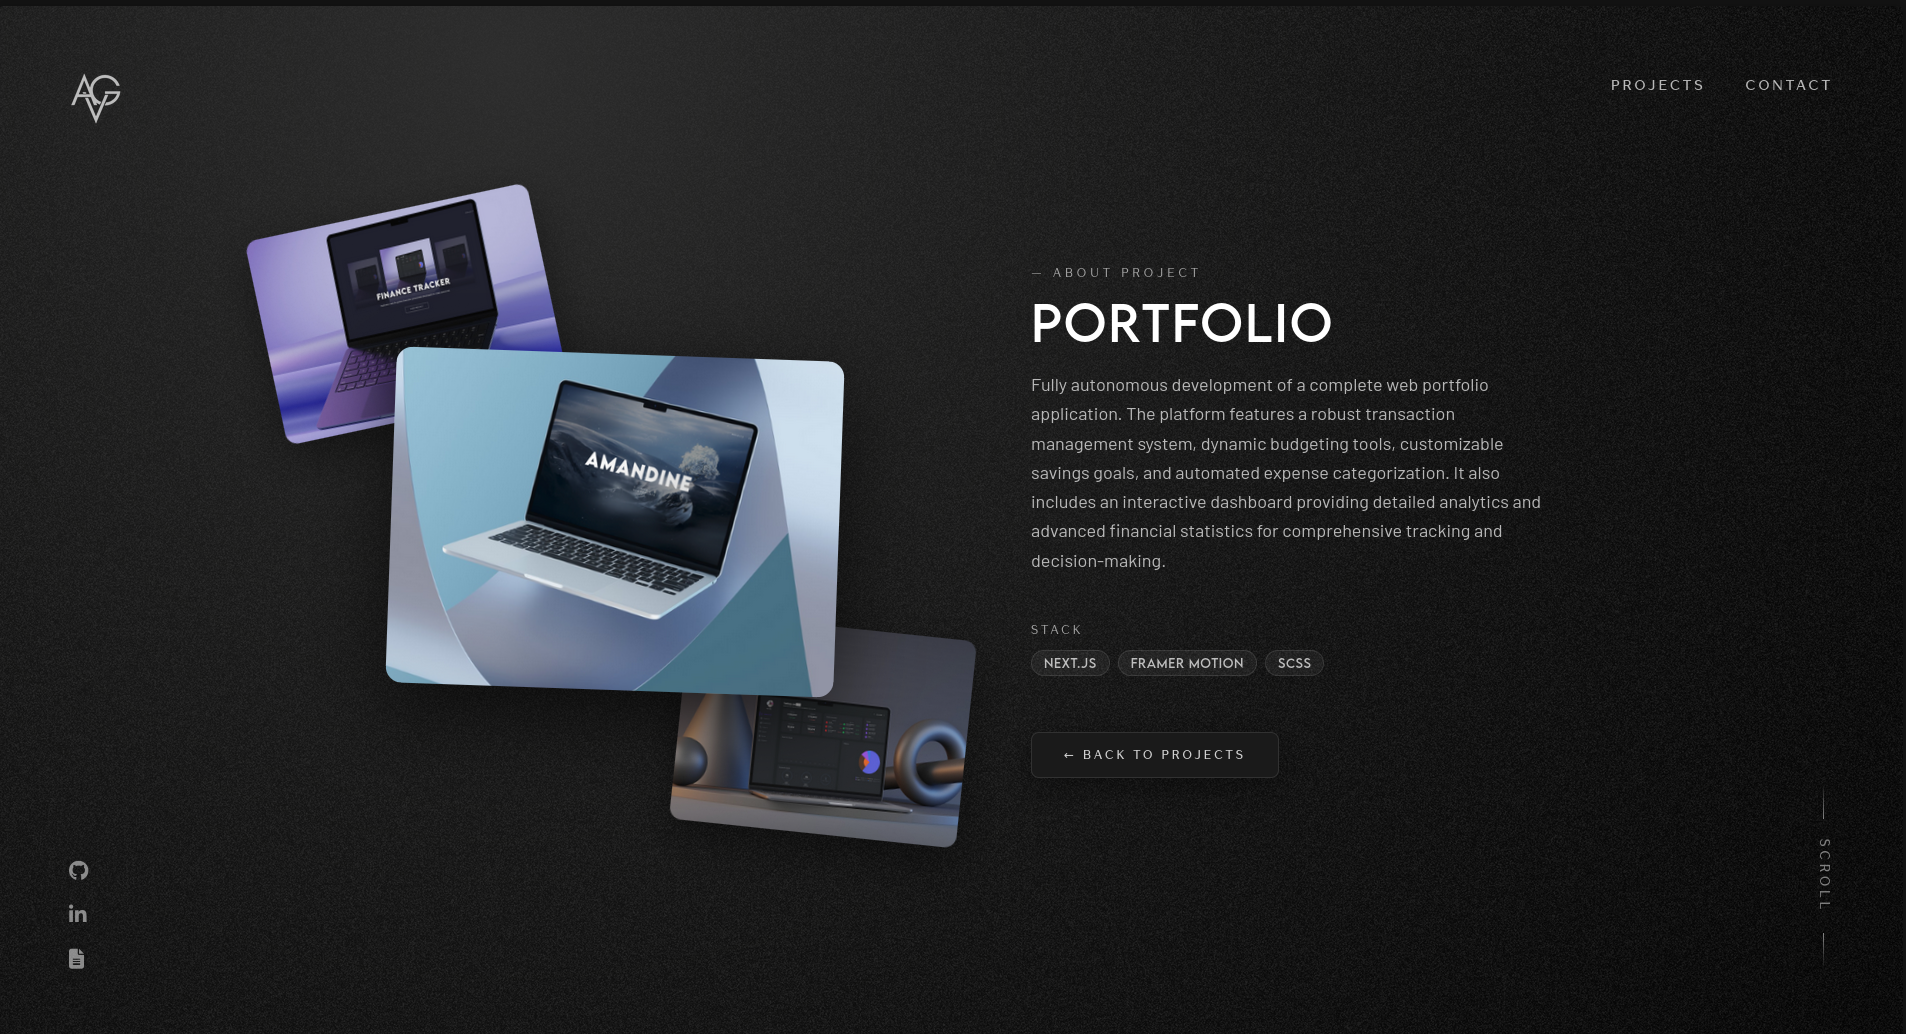 AVG
PROJECTS
CONTACT
FINANCE TRACKER
AMANDINE
— ABOUT PROJECT
PORTFOLIO
Fully autonomous development of a complete web portfolio
application. The platform features a robust transaction
management system, dynamic budgeting tools, customizable
savings goals, and automated expense categorization. It also
includes an interactive dashboard providing detailed analytics and
advanced financial statistics for comprehensive tracking and
decision-making.
STACK
NEXT.JS
FRAMER MOTION
SCSS
← BACK TO PROJECTS
in
SCROLL